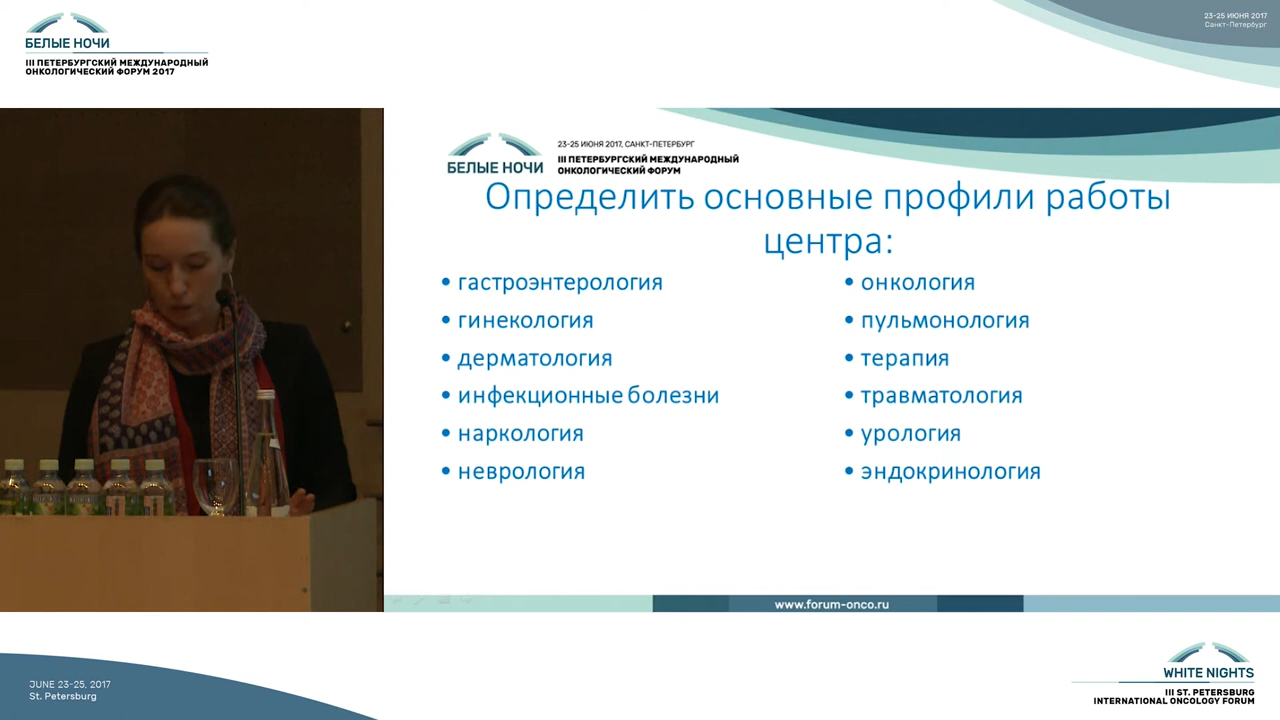 БЕЛЫЕ НОЧИ
III ПЕТЕРБУРГСКИЙ МЕЖДУНАРОДНЫЙ
ОНКОЛОГИЧЕСКИЙ ФОРУМ 2017
23-25 ИЮНЯ 2017
Санкт-Петербург
БЕЛЫЕ НОЧИ
23-25 ИЮНЯ 2017, САНКТ-ПЕТЕРБУРГ
III ПЕТЕРБУРГСКИЙ МЕЖДУНАРОДНЫЙ
ОНКОЛОГИЧЕСКИЙ ФОРУМ
Определить основные профили работы
центра:
• гастроэнтерология
• гинекология
• дерматология
• инфекционные болезни
• наркология
• неврология
• онкология
• пульмонология
• терапия
• травматология
• урология
• эндокринология
www.forum-onco.ru
JUNE 23-25, 2017
St. Petersburg
WHITE NIGHTS
III ST. PETERSBURG
INTERNATIONAL ONCOLOGY FORUM